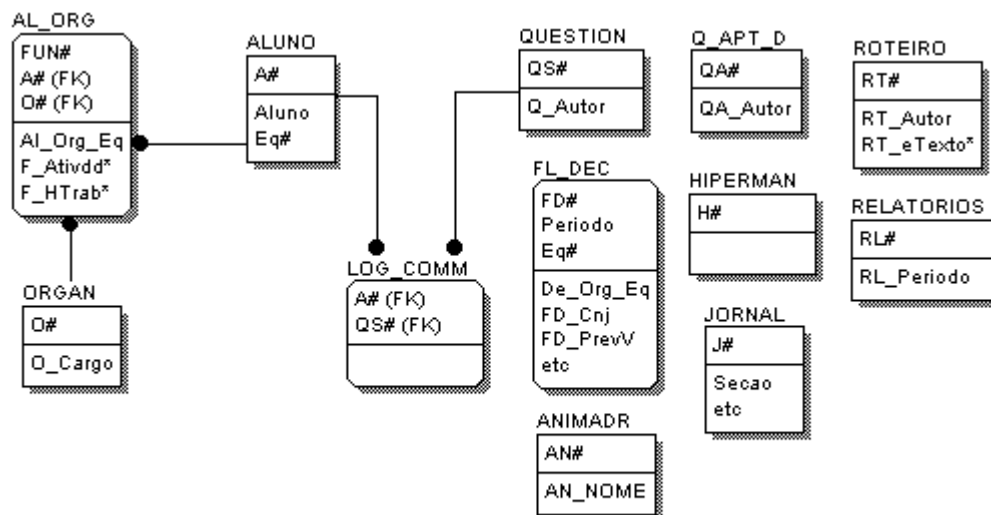 AL_ORG
FUN#
A# (FK)
O# (FK)
Al_Org_Eq
F_Ativdd*
F_HTrab*
ALUNO
A#
Aluno
Eq#
ORGAN
O#
O_Cargo
LOG_COMM
A# (FK)
QS# (FK)
QUESTION
QS#
Q_Autor
FL_DEC
FD#
Periodo
Eq#
De_Org_Eq
FD_Cnj
FD_PrevV
etc
ANIMADR
AN#
AN_NOME
Q_APT_D
QA#
QA_Autor
HIPERMAN
H#
JORNAL
J#
Secao
etc
ROTEIRO
RT#
RT_Autor
RT_eTexto*
RELATORIOS
RL#
RL_Periodo